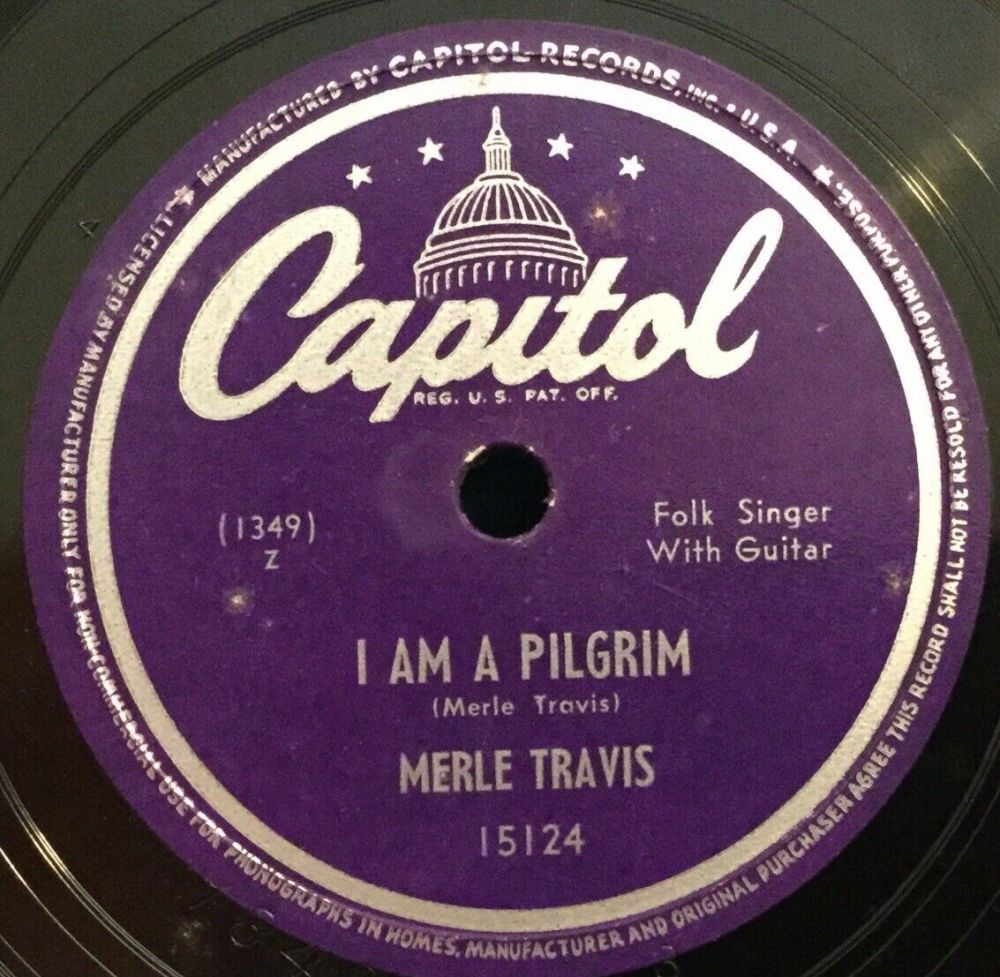 MANUFACTURED BY CAPITOL RECORDS, INC. • U.S.A. ★
LICENSED BY MANUFACTURER ONLY FOR NON-COMMERCIAL USE FOR PHONOGRAPHS IN HOMES. MANUFACTURER AND ORIGINAL PURCHASER AGREE THIS RECORD SHALL NOT BE RESOLD FOR ANY OTHER PURPOSE. ★
Capitol
REG. U.S. PAT. OFF.
(1349)
Z
Folk Singer
With Guitar
I AM A PILGRIM
(Merle Travis)
MERLE TRAVIS
15124